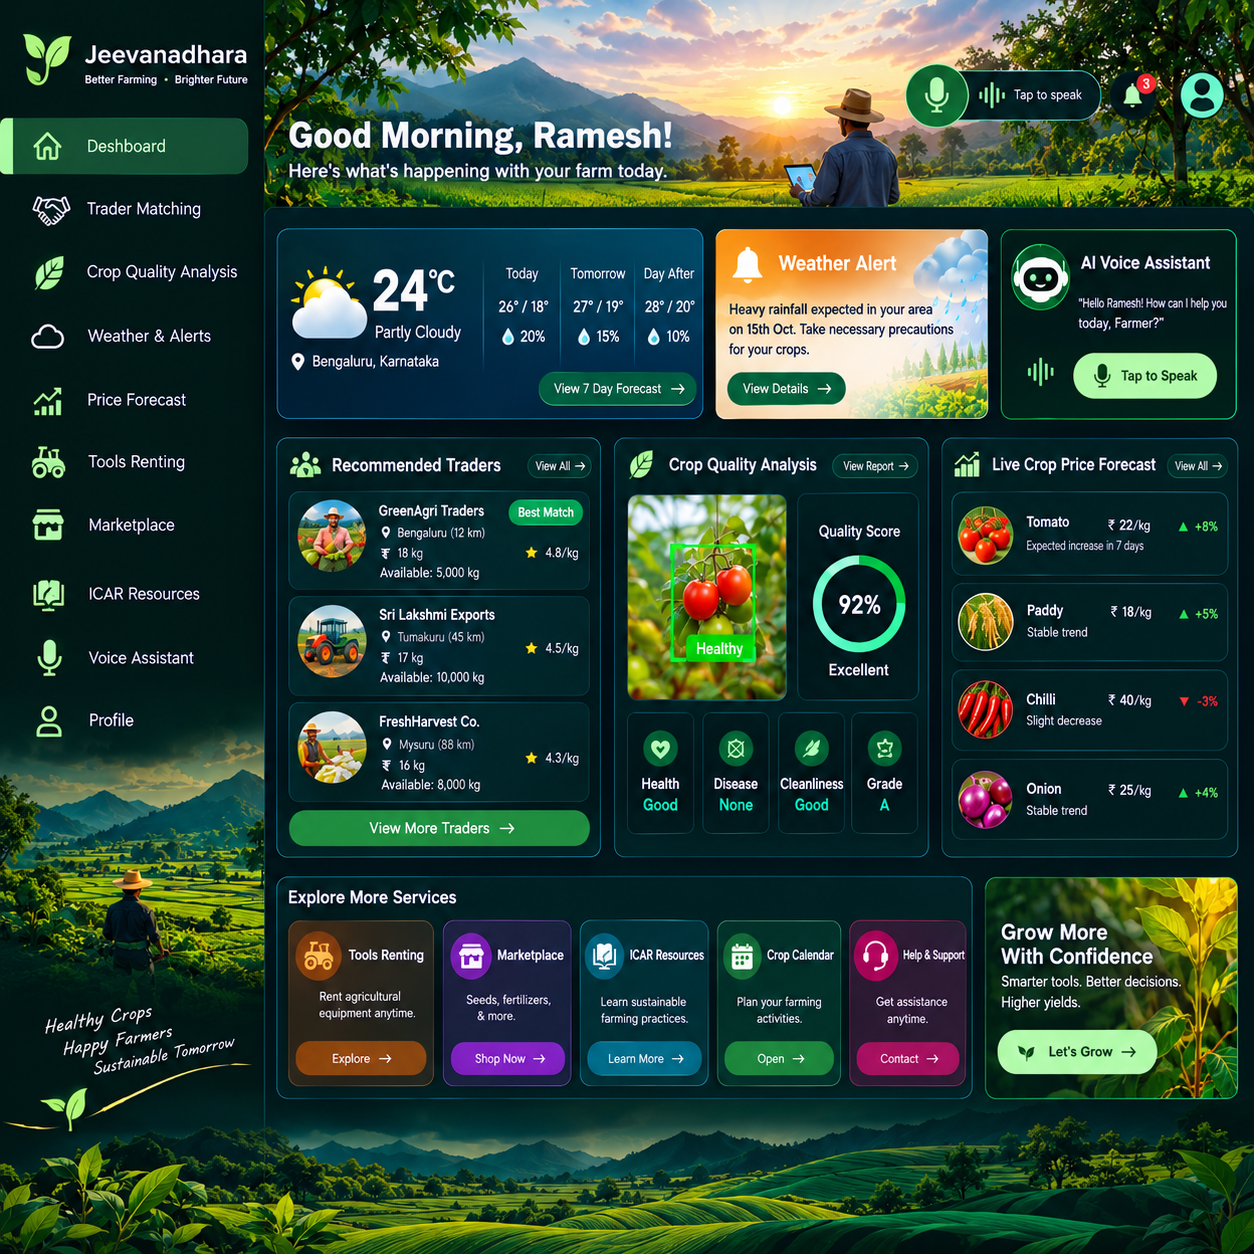 Jeevanadhara
Better Farming • Brighter Future
Deshboard
Trader Matching
Crop Quality Analysis
Weather & Alerts
Price Forecast
Tools Renting
Marketplace
ICAR Resources
Voice Assistant
Profile
Healthy Crops
Happy Farmers
Sustainable Tomorrow
Good Morning, Ramesh!
Here's what's happening with your farm today.
Tap to speak
3
24°C
Partly Cloudy
Bengaluru, Karnataka
Today
26° / 18°
20%
Tomorrow
27° / 19°
15%
Day After
28° / 20°
10%
View 7 Day Forecast →
Weather Alert
Heavy rainfall expected in your area
on 15th Oct. Take necessary precautions
for your crops.
View Details →
AI Voice Assistant
"Hello Ramesh! How can I help you
today, Farmer?"
Tap to Speak
Recommended Traders
View All →
GreenAgri Traders
Best Match
Bengaluru (12 km)
₹ 18 kg
4.8/kg
Available: 5,000 kg
Sri Lakshmi Exports
Tumakuru (45 km)
₹ 17 kg
4.5/kg
Available: 10,000 kg
FreshHarvest Co.
Mysuru (88 km)
₹ 16 kg
4.3/kg
Available: 8,000 kg
View More Traders →
Crop Quality Analysis
View Report →
Healthy
Quality Score
92%
Excellent
Health
Good
Disease
None
Cleanliness
Good
Grade
A
Live Crop Price Forecast
View All →
Tomato
₹ 22/kg
▲ +8%
Expected increase in 7 days
Paddy
₹ 18/kg
▲ +5%
Stable trend
Chilli
₹ 40/kg
▼ -3%
Slight decrease
Onion
₹ 25/kg
▲ +4%
Stable trend
Explore More Services
Tools Renting
Rent agricultural
equipment anytime.
Explore →
Marketplace
Seeds, fertilizers,
& more.
Shop Now →
ICAR Resources
Learn sustainable
farming practices.
Learn More →
Crop Calendar
Plan your farming
activities.
Open →
Help & Support
Get assistance
anytime.
Contact →
Grow More
With Confidence
Smarter tools. Better decisions.
Higher yields.
Let's Grow →